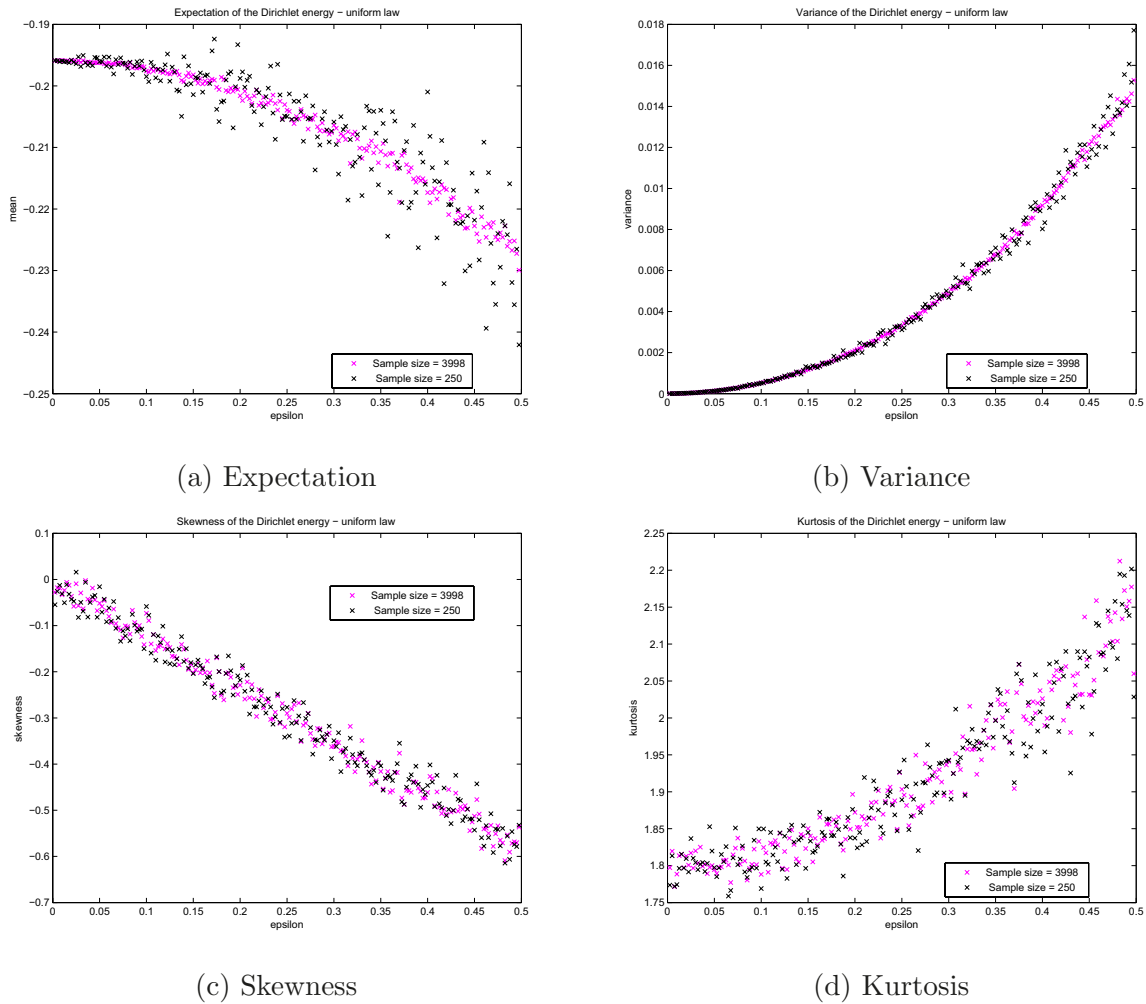 Expectation of the Dirichlet energy − uniform law
−0.19
−0.2
−0.21
−0.22
−0.23
−0.24
−0.25
mean
0 0.05 0.1 0.15 0.2 0.25 0.3 0.35 0.4 0.45 0.5
epsilon
Sample size = 3998
Sample size = 250
(a) Expectation
Variance of the Dirichlet energy − uniform law
0.018
0.016
0.014
0.012
0.01
0.008
0.006
0.004
0.002
0
variance
0 0.05 0.1 0.15 0.2 0.25 0.3 0.35 0.4 0.45 0.5
epsilon
Sample size = 3998
Sample size = 250
(b) Variance
Skewness of the Dirichlet energy − uniform law
0.1
0
−0.1
−0.2
−0.3
−0.4
−0.5
−0.6
−0.7
skewness
0 0.05 0.1 0.15 0.2 0.25 0.3 0.35 0.4 0.45 0.5
epsilon
Sample size = 3998
Sample size = 250
(c) Skewness
Kurtosis of the Dirichlet energy − uniform law
2.25
2.2
2.15
2.1
2.05
2
1.95
1.9
1.85
1.8
1.75
kurtosis
0 0.05 0.1 0.15 0.2 0.25 0.3 0.35 0.4 0.45 0.5
epsilon
Sample size = 3998
Sample size = 250
(d) Kurtosis